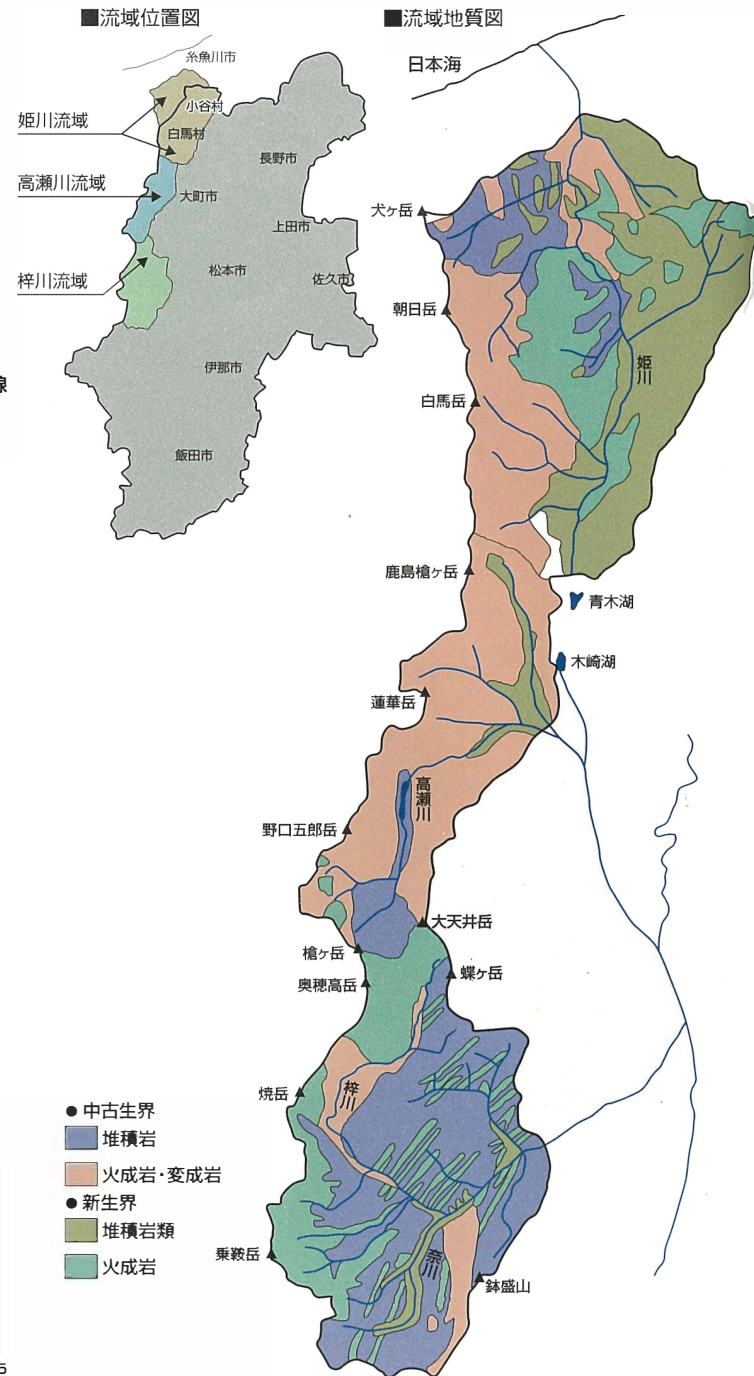 ■流域位置図
糸魚川市
小谷村
姫川流域
白馬村
長野市
高瀬川流域
大町市
上田市
梓川流域
松本市
佐久市
伊那市
飯田市
線
■流域地質図
日本海
犬ヶ岳
朝日岳
姫川
白馬岳
鹿島槍ヶ岳
青木湖
木崎湖
蓮華岳
高瀬川
野口五郎岳
大天井岳
槍ヶ岳
蝶ヶ岳
奥穂高岳
焼岳
梓川
乗鞍岳
奈川
鉢盛山
●中古生界
堆積岩
火成岩・変成岩
●新生界
堆積岩類
火成岩
5